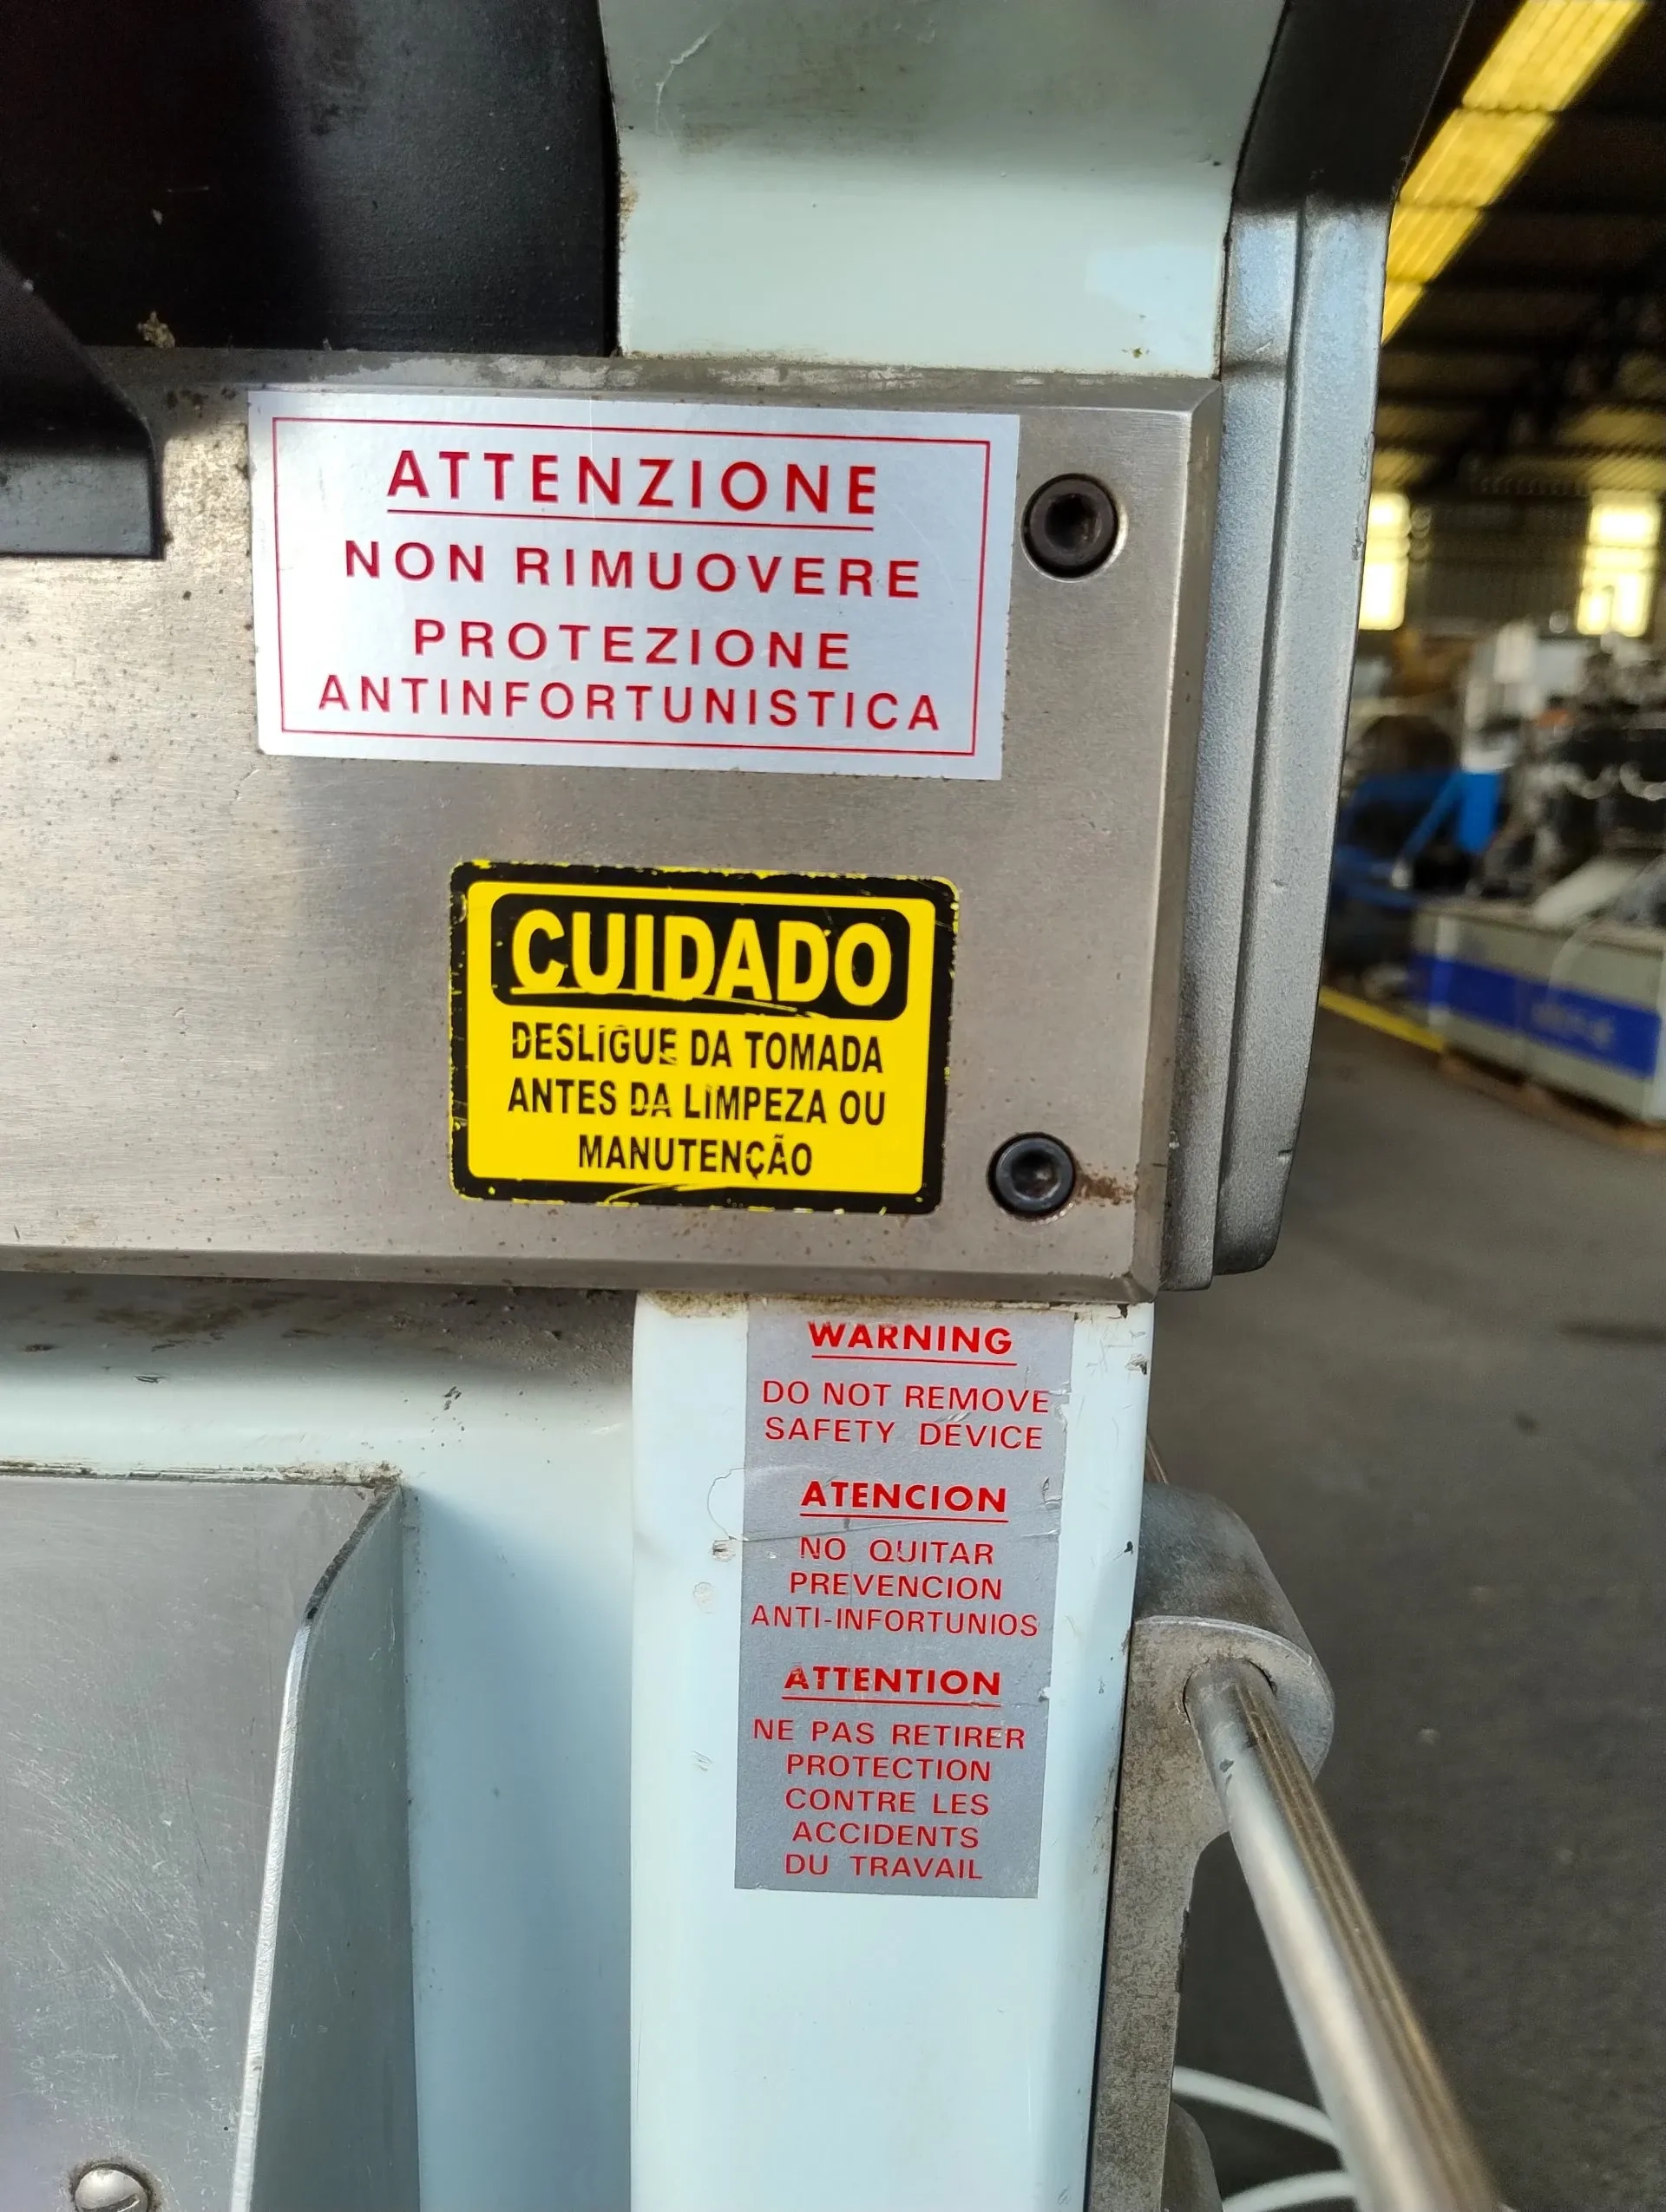 ATTENZIONE
NON RIMUOVERE
PROTEZIONE
ANTINFORTUNISTICA
CUIDADO
DESLIGUE DA TOMADA
ANTES DA LIMPEZA OU
MANUTENÇÃO
WARNING
DO NOT REMOVE
SAFETY DEVICE
ATENCION
NO QUITAR
PREVENCION
ANTI-INFORTUNIOS
ATTENTION
NE PAS RETIRER
PROTECTION
CONTRE LES
ACCIDENTS
DU TRAVAIL